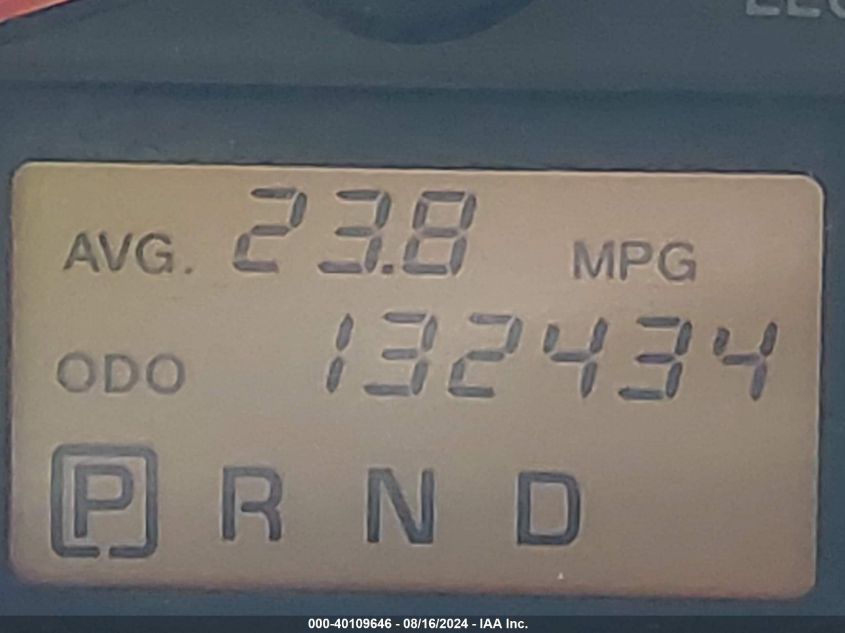 AVG. 23.8 MPG
ODO 132434
P R N D
000-40109646 - 08/16/2024 - IAA Inc.